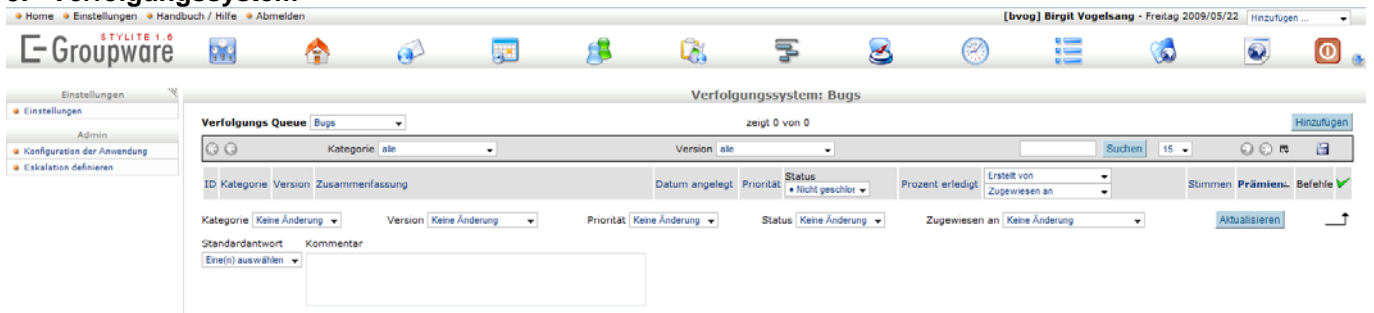 Home Einstellungen Handbuch / Hilfe Abmelden [bvog] Birgit Vogelsang - Freitag 2009/05/22 Hinzufügen ...
STYLITE 1.6
E-Groupware
Einstellungen Verfolgungssystem: Bugs
Einstellungen
Verfolgungs Queue Bugs zeigt 0 von 0 Hinzufügen
Admin
Konfiguration der Anwendung Kategorie alle Version alle Suchen 15
Eskalation definieren
ID Kategorie Version Zusammenfassung Datum angelegt Priorität Status • Nicht geschlos Prozent erledigt Erstellt von Zugewiesen an Stimmen Prämien Befehle
Kategorie Keine Änderung Version Keine Änderung Priorität Keine Änderung Status Keine Änderung Zugewiesen an Keine Änderung Aktualisieren
Standardantwort Kommentar
Eine(n) auswählen